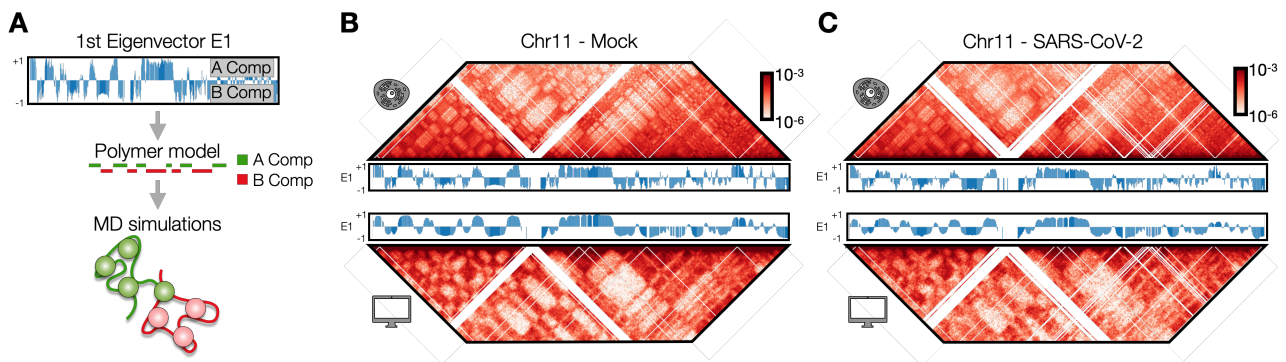 A
1st Eigenvector E1
+1
-1
A Comp
B Comp
Polymer model
A Comp
B Comp
MD simulations
B
Chr11 - Mock
10-3
10-6
E1
+1
-1
E1
+1
-1
C
Chr11 - SARS-CoV-2
10-3
10-6
E1
+1
-1
E1
+1
-1